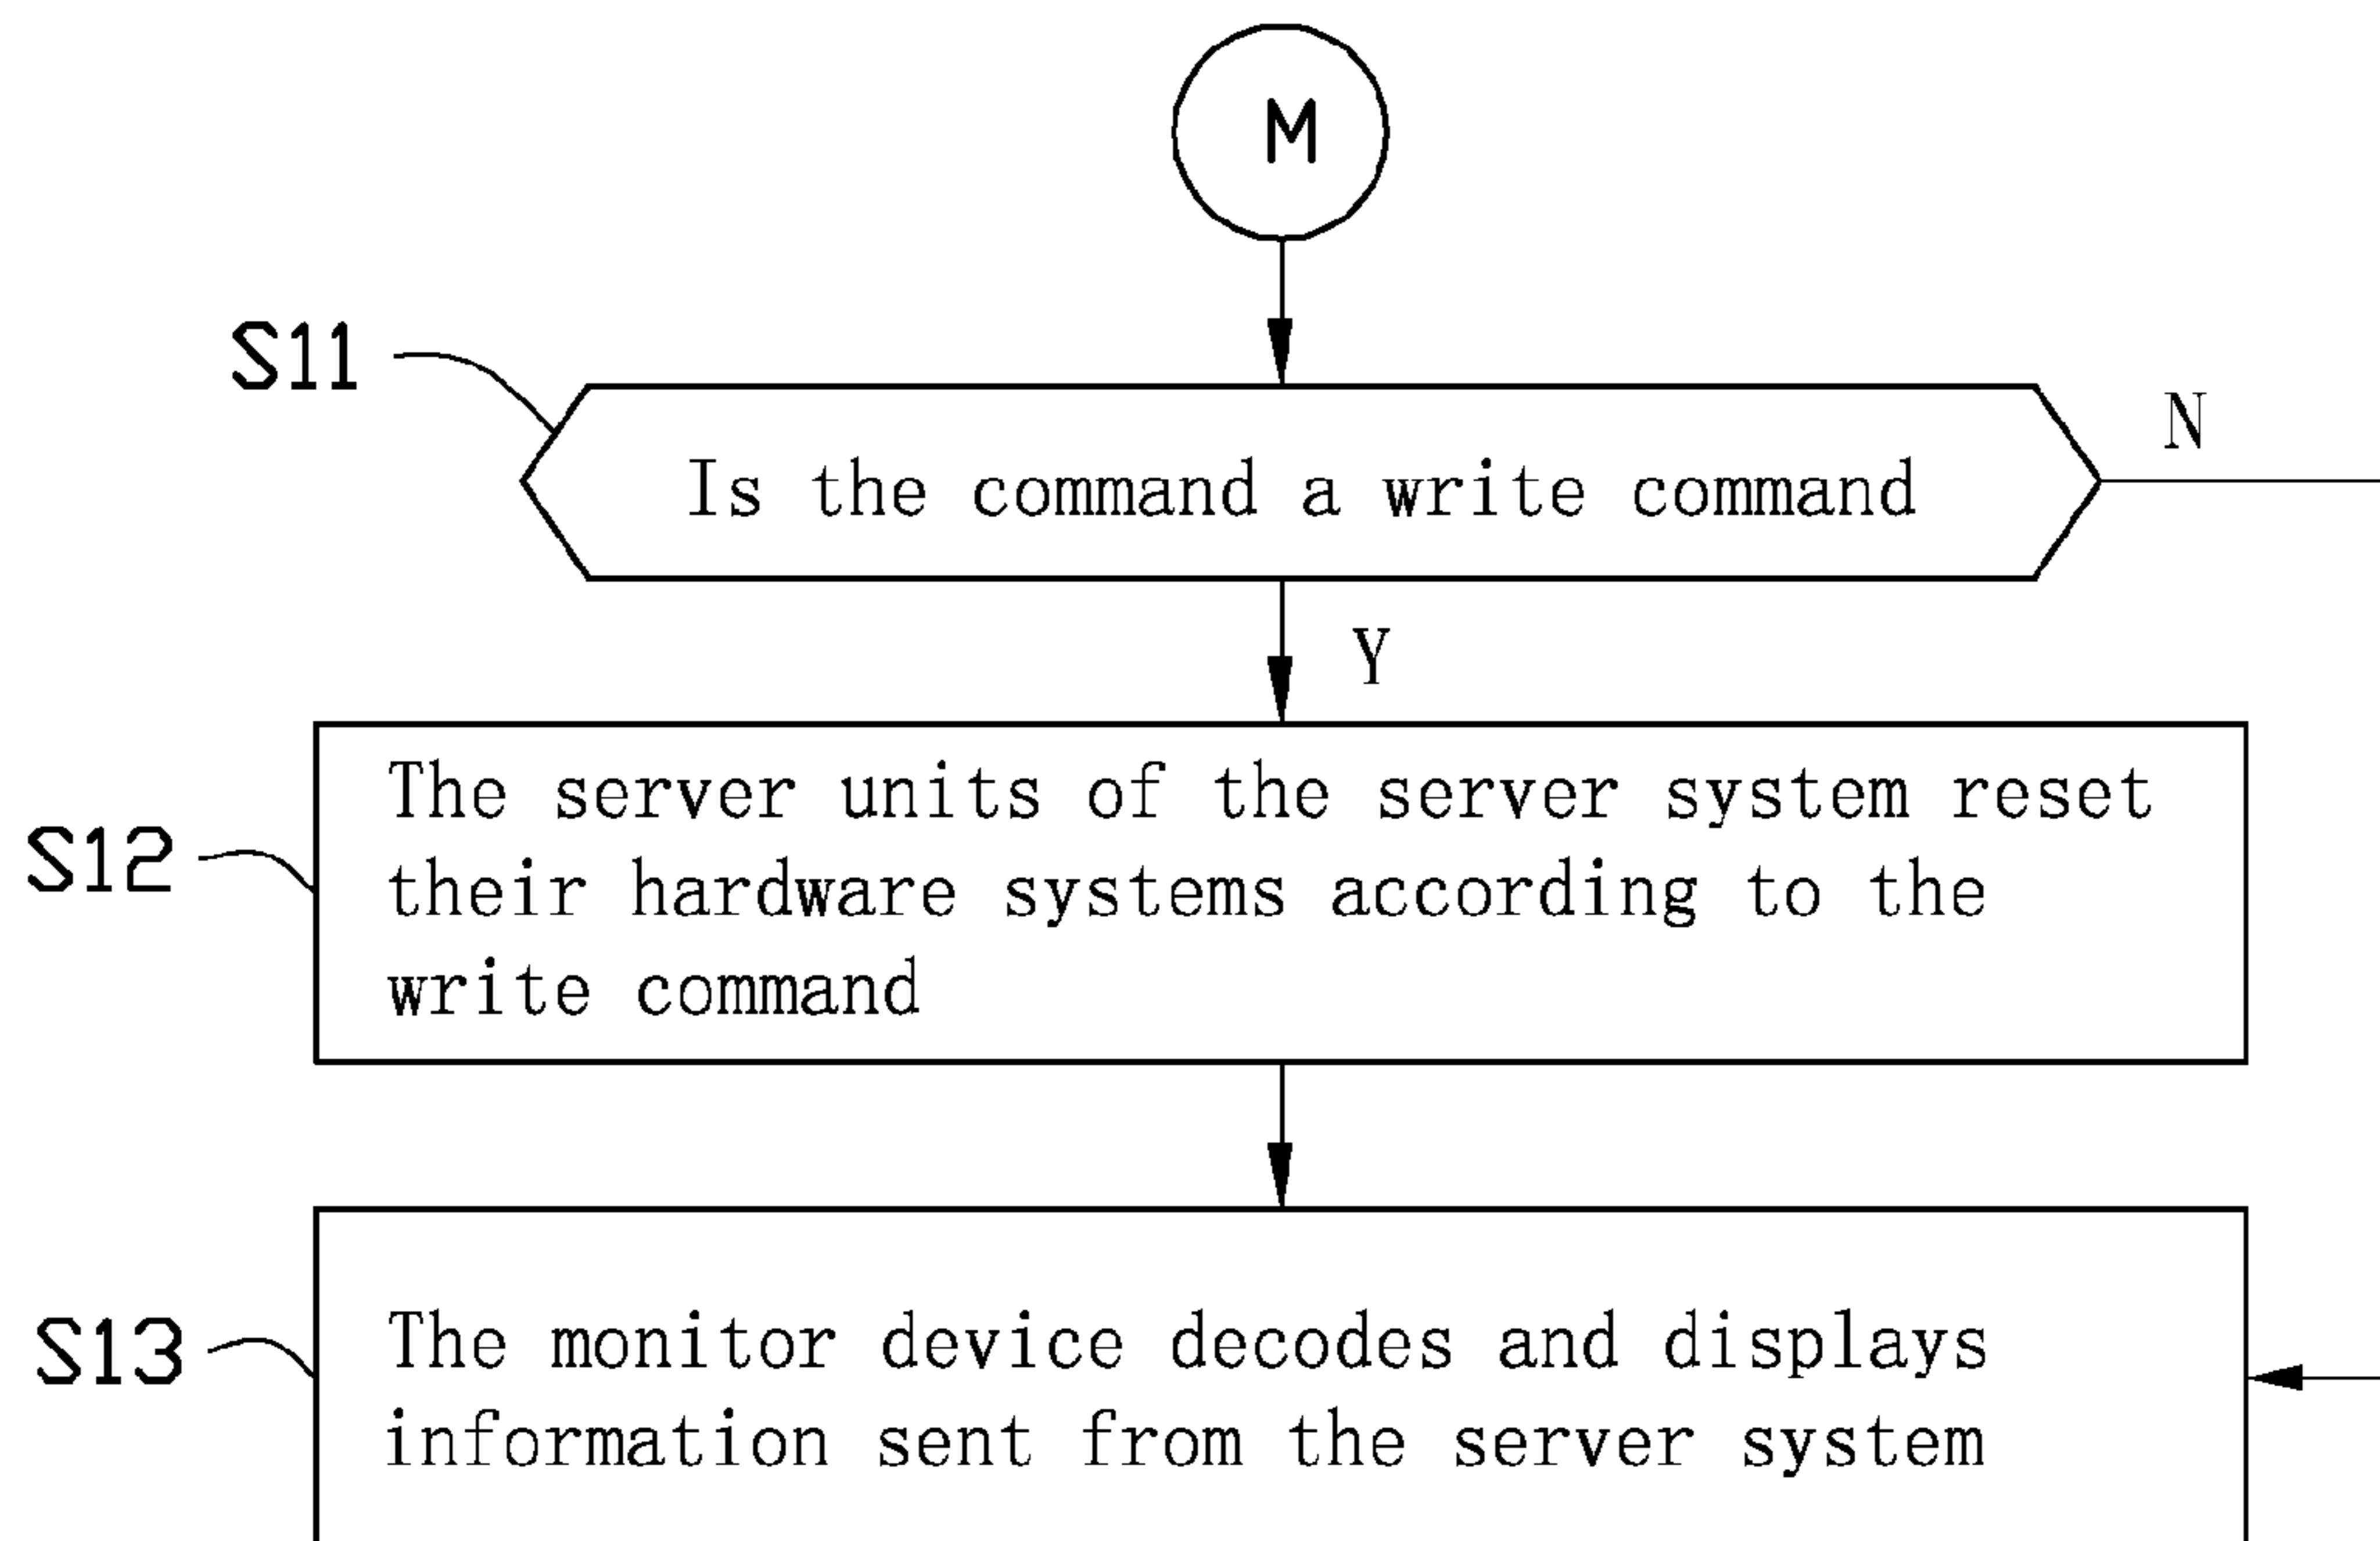 M
S11
Is the command a write command
N
Y
S12
The server units of the server system reset
their hardware systems according to the
write command
S13
The monitor device decodes and displays
information sent from the server system